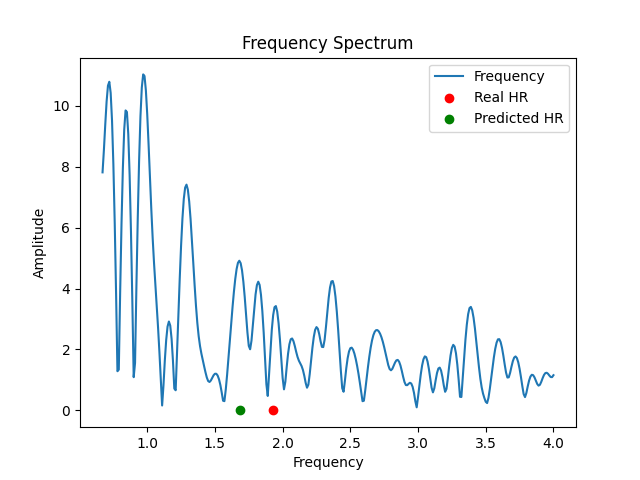 Frequency Spectrum
Frequency
Real HR
Predicted HR
Amplitude
10
8
6
4
2
0
1.0 1.5 2.0 2.5 3.0 3.5 4.0
Frequency